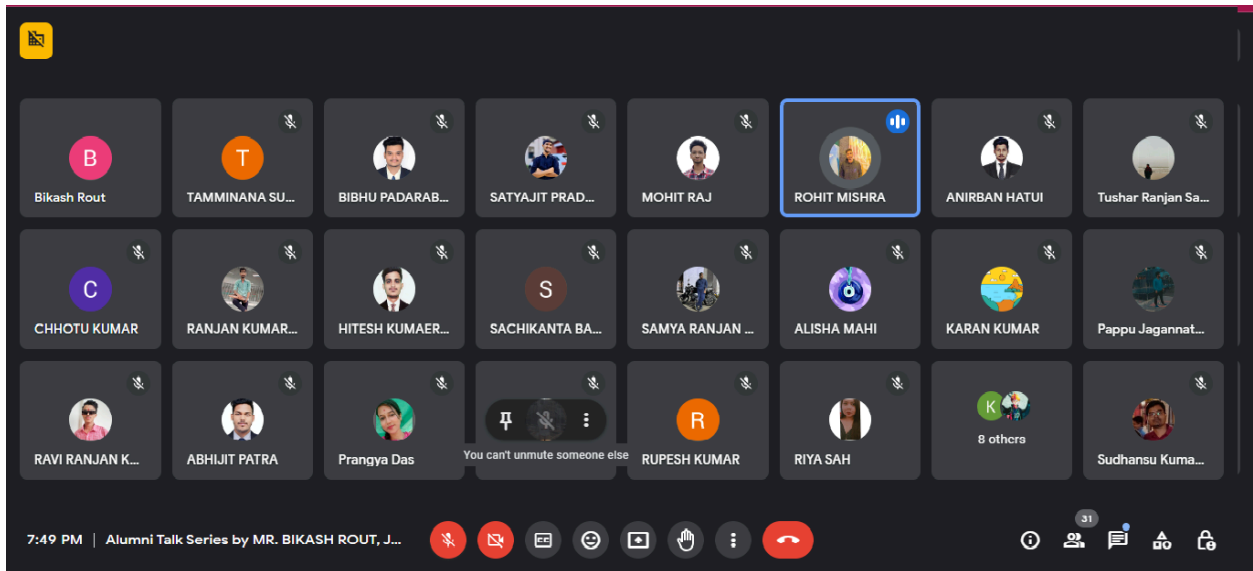 B
Bikash Rout
T
TAMMINANA SU...
BIBHU PADARAB...
SATYAJIT PRAD...
MOHIT RAJ
ROHIT MISHRA
ANIRBAN HATUI
Tushar Ranjan Sa...
C
CHHOTU KUMAR
RANJAN KUMAR...
HITESH KUMAER...
S
SACHIKANTA BA...
SAMYA RANJAN ...
ALISHA MAHI
KARAN KUMAR
Pappu Jagannat...
RAVI RANJAN K...
ABHIJIT PATRA
Prangya Das
You can't unmute someone else
R
RUPESH KUMAR
RIYA SAH
K
8 others
Sudhansu Kuma...
7:49 PM | Alumni Talk Series by MR. BIKASH ROUT, J...
CC
31